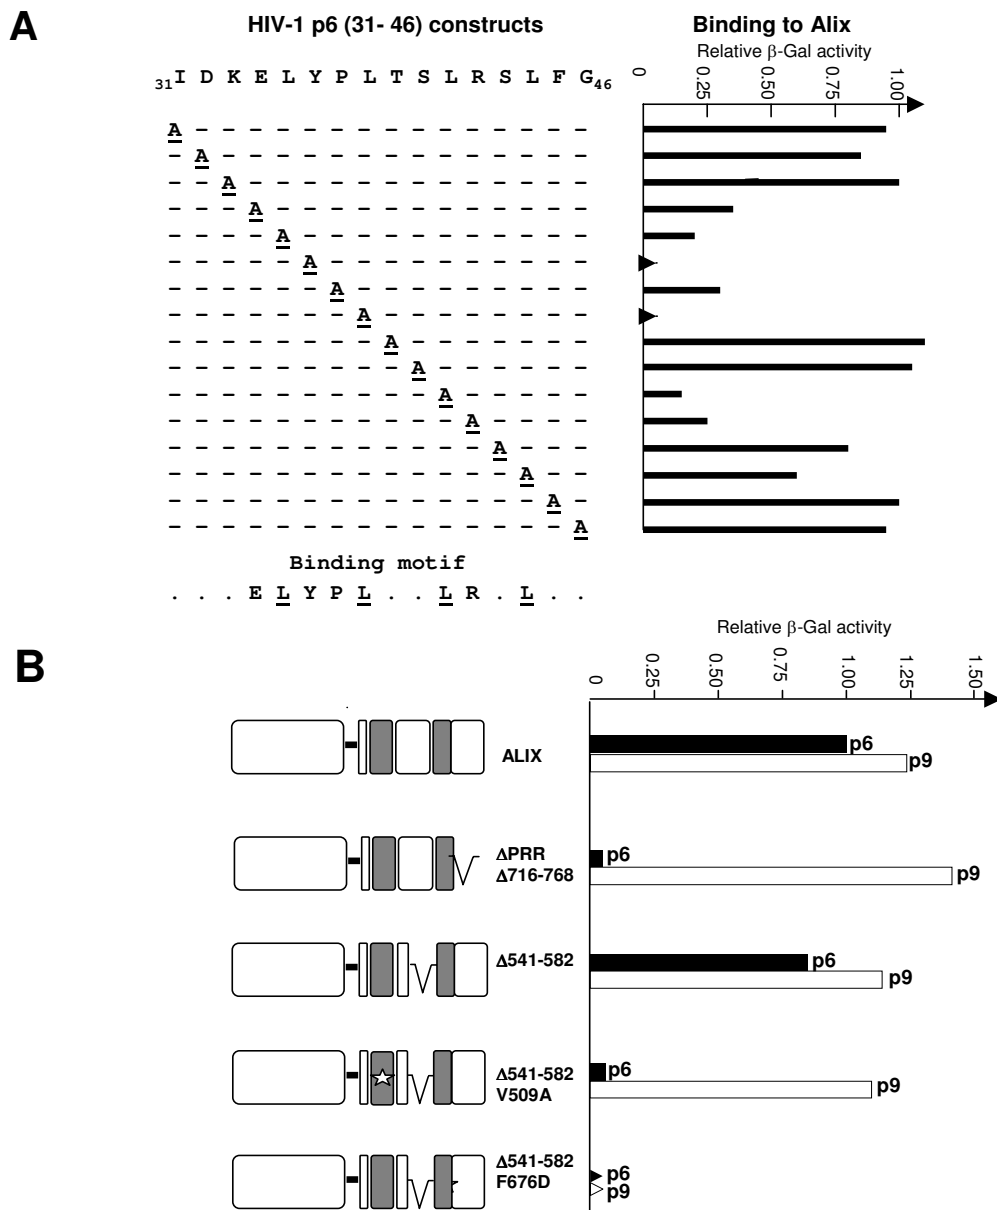 A
HIV-1 p6 (31- 46) constructs
Binding to Alix
Relative β-Gal activity
0 0.25 0.50 0.75 1.00
31 I D K E L Y P L T S L R S L F G 46
A – – – – – – – – – – – – – – –
– A – – – – – – – – – – – – – –
– – A – – – – – – – – – – – – –
– – – A – – – – – – – – – – – –
– – – – A – – – – – – – – – – –
– – – – – A – – – – – – – – – –
– – – – – – A – – – – – – – – –
– – – – – – – A – – – – – – – –
– – – – – – – – A – – – – – – –
– – – – – – – – – A – – – – – –
– – – – – – – – – – A – – – – –
– – – – – – – – – – – A – – – –
– – – – – – – – – – – – A – – –
– – – – – – – – – – – – – A – –
– – – – – – – – – – – – – – A –
– – – – – – – – – – – – – – – A
Binding motif
. . . E L Y P L . . L R . L . .
B
Relative β-Gal activity
0 0.25 0.50 0.75 1.00 1.25 1.50
ALIX
p6
p9
ΔPRR
Δ716-768
p6
p9
Δ541-582
p6
p9
Δ541-582
V509A
p6
p9
Δ541-582
F676D
p6
p9